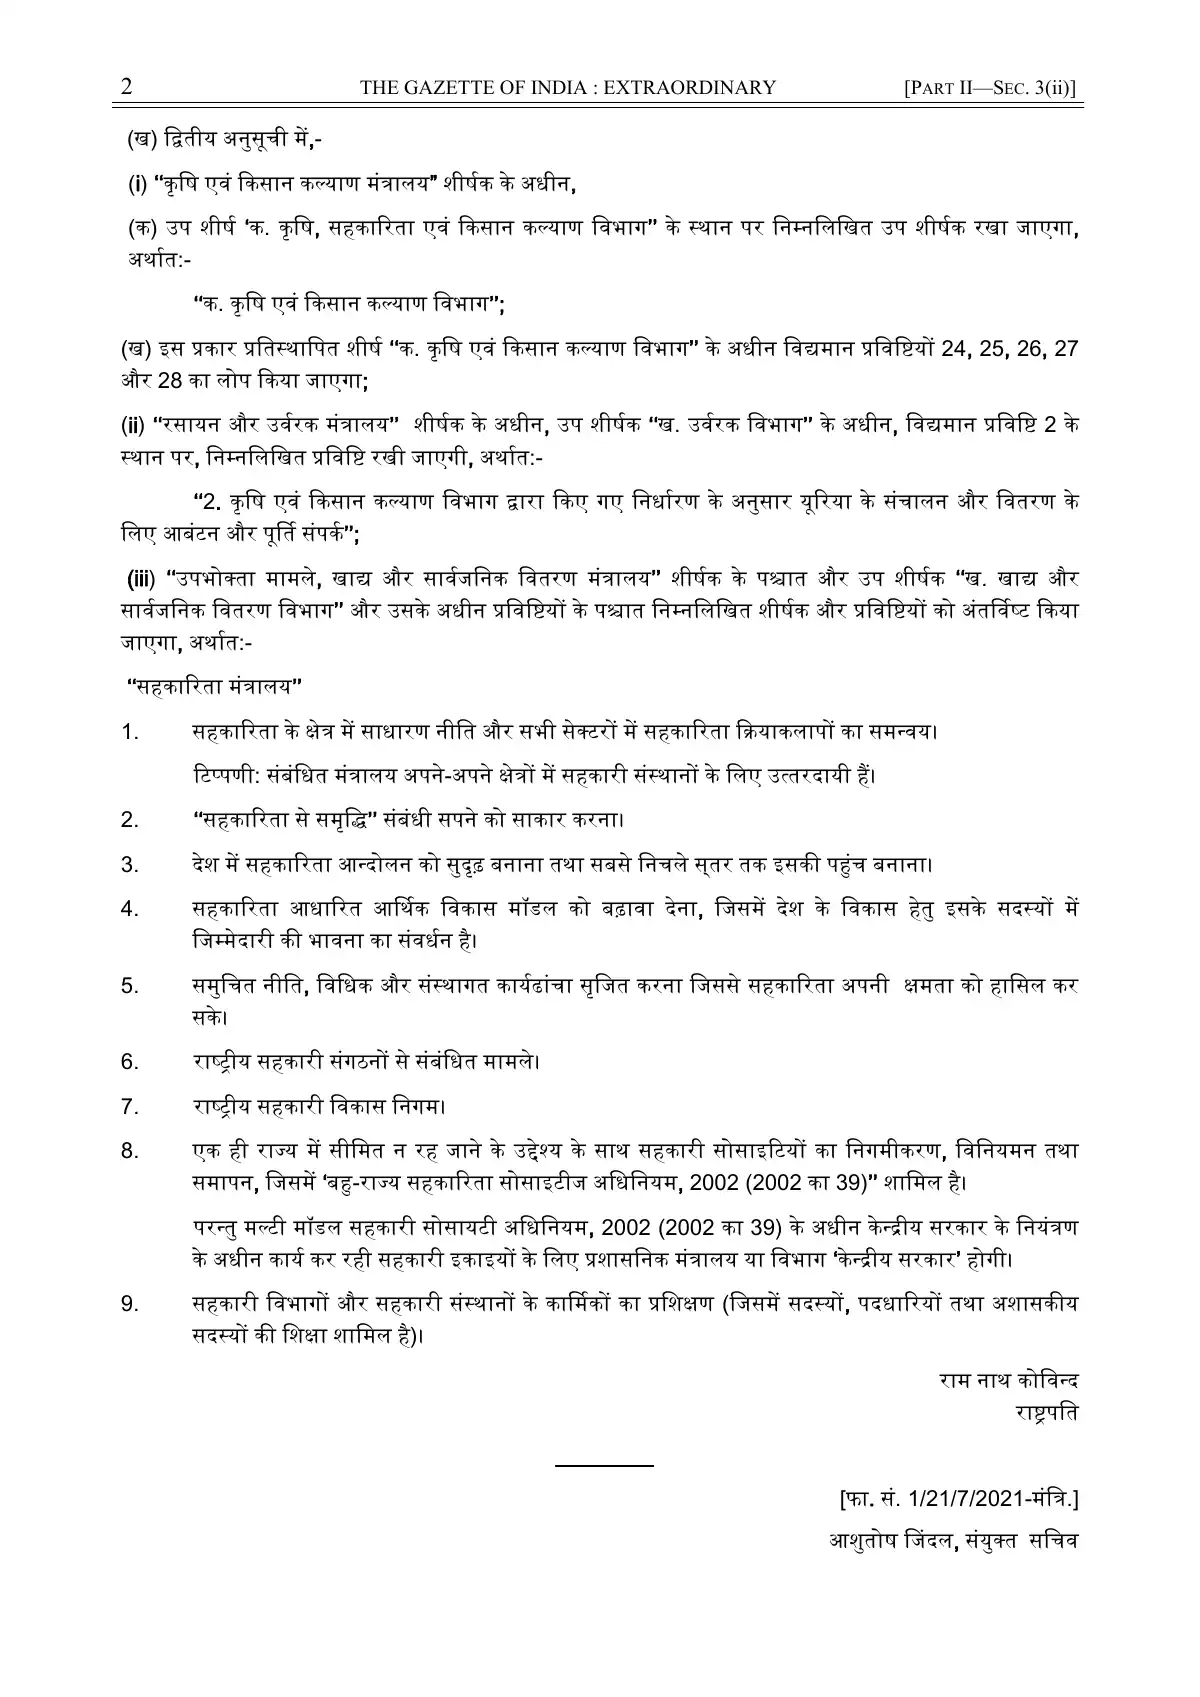 2 THE GAZETTE OF INDIA : EXTRAORDINARY [PART II—SEC. 3(ii)]
(ख) द्वितीय अनुसूची में,-
(i) “कृषि एवं किसान कल्याण मंत्रालय” शीर्षक के अधीन,
(क) उप शीर्ष ‘क. कृषि, सहकारिता एवं किसान कल्याण विभाग” के स्थान पर निम्नलिखित उप शीर्षक रखा जाएगा,
अर्थात:-
“क. कृषि एवं किसान कल्याण विभाग”;
(ख) इस प्रकार प्रतिस्थापित शीर्ष “क. कृषि एवं किसान कल्याण विभाग” के अधीन विद्यमान प्रविष्टियों 24, 25, 26, 27
और 28 का लोप किया जाएगा;
(ii) “रसायन और उर्वरक मंत्रालय” शीर्षक के अधीन, उप शीर्षक “ख. उर्वरक विभाग” के अधीन, विद्यमान प्रविष्टि 2 के
स्थान पर, निम्नलिखित प्रविष्टि रखी जाएगी, अर्थात:-
“2. कृषि एवं किसान कल्याण विभाग द्वारा किए गए निर्धारण के अनुसार यूरिया के संचालन और वितरण के
लिए आबंटन और पूर्ति संपर्क”;
(iii) “उपभोक्ता मामले, खाद्य और सार्वजनिक वितरण मंत्रालय” शीर्षक के पश्चात और उप शीर्षक “ख. खाद्य और
सार्वजनिक वितरण विभाग” और उसके अधीन प्रविष्टियों के पश्चात निम्नलिखित शीर्षक और प्रविष्टियों को अंतर्विष्ट किया
जाएगा, अर्थात:-
“सहकारिता मंत्रालय”
1. सहकारिता के क्षेत्र में साधारण नीति और सभी सेक्टरों में सहकारिता क्रियाकलापों का समन्वय।
टिप्पणी: संबंधित मंत्रालय अपने-अपने क्षेत्रों में सहकारी संस्थानों के लिए उत्तरदायी हैं।
2. “सहकारिता से समृद्धि” संबंधी सपने को साकार करना।
3. देश में सहकारिता आन्दोलन को सुदृढ़ बनाना तथा सबसे निचले स्तर तक इसकी पहुंच बनाना।
4. सहकारिता आधारित आर्थिक विकास मॉडल को बढ़ावा देना, जिसमें देश के विकास हेतु इसके सदस्यों में
जिम्मेदारी की भावना का संवर्धन है।
5. समुचित नीति, विधिक और संस्थागत कार्यढांचा सृजित करना जिससे सहकारिता अपनी क्षमता को हासिल कर
सके।
6. राष्ट्रीय सहकारी संगठनों से संबंधित मामले।
7. राष्ट्रीय सहकारी विकास निगम।
8. एक ही राज्य में सीमित न रह जाने के उद्देश्य के साथ सहकारी सोसाइटियों का निगमीकरण, विनियमन तथा
समापन, जिसमें ‘बहु-राज्य सहकारिता सोसाइटीज अधिनियम, 2002 (2002 का 39)” शामिल है।
परन्तु मल्टी मॉडल सहकारी सोसायटी अधिनियम, 2002 (2002 का 39) के अधीन केन्द्रीय सरकार के नियंत्रण
के अधीन कार्य कर रही सहकारी इकाइयों के लिए प्रशासनिक मंत्रालय या विभाग ‘केन्द्रीय सरकार’ होगी।
9. सहकारी विभागों और सहकारी संस्थानों के कार्मिकों का प्रशिक्षण (जिसमें सदस्यों, पदधारियों तथा अशासकीय
सदस्यों की शिक्षा शामिल है)।
राम नाथ कोविन्द
राष्ट्रपति
[फा. सं. 1/21/7/2021-मंत्रि.]
आशुतोष जिंदल, संयुक्त सचिव